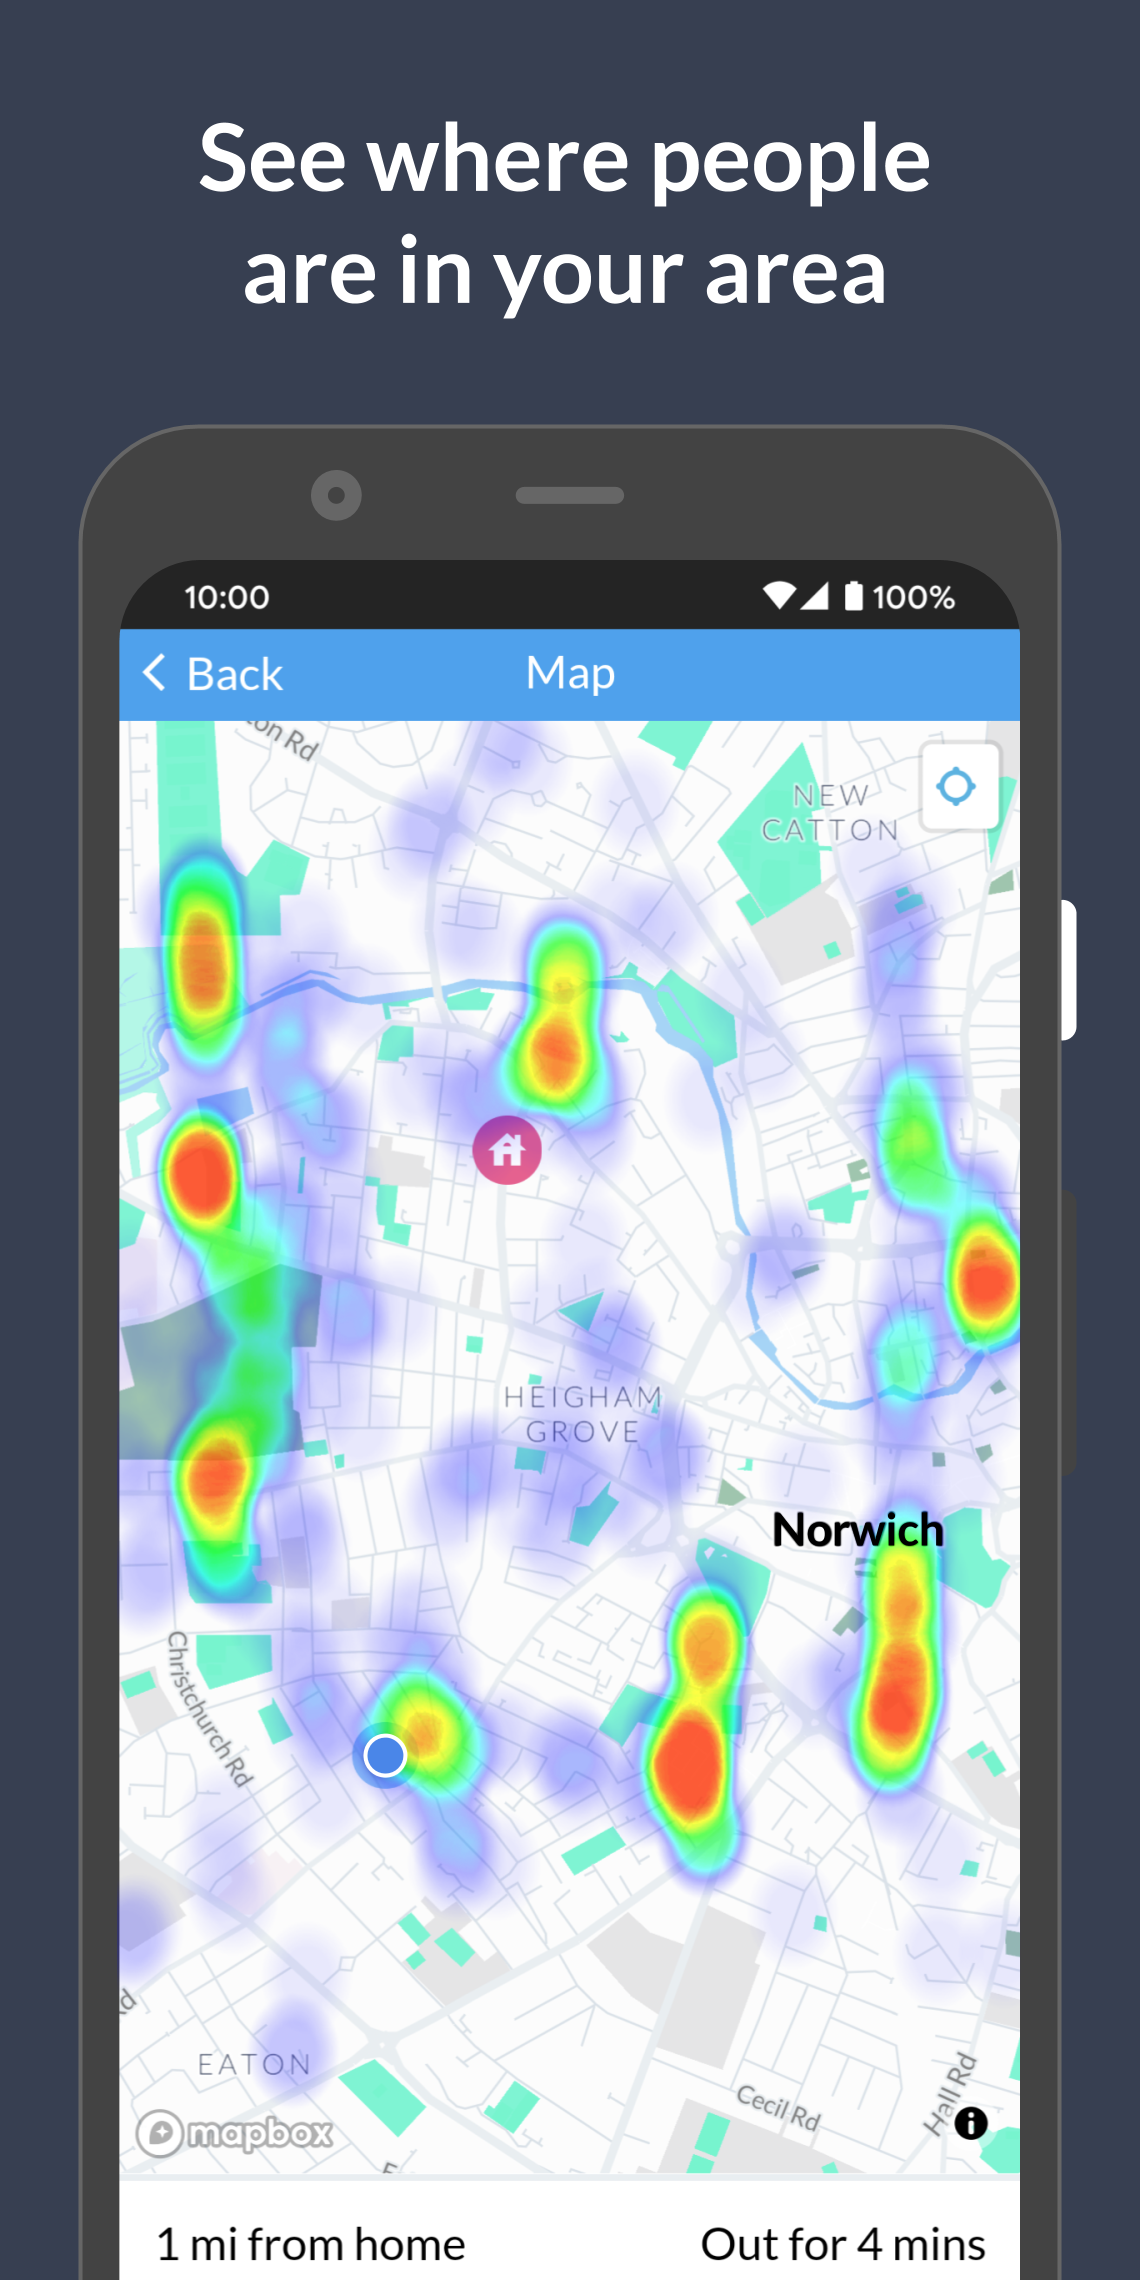 See where people
are in your area
10:00 100%
Back Map
on Rd
NEW
CATTON
HEIGHAM
GROVE
Norwich
Christchurch Rd
Rd
EATON
Cecil Rd
Hall Rd
mapbox
1 mi from home Out for 4 mins